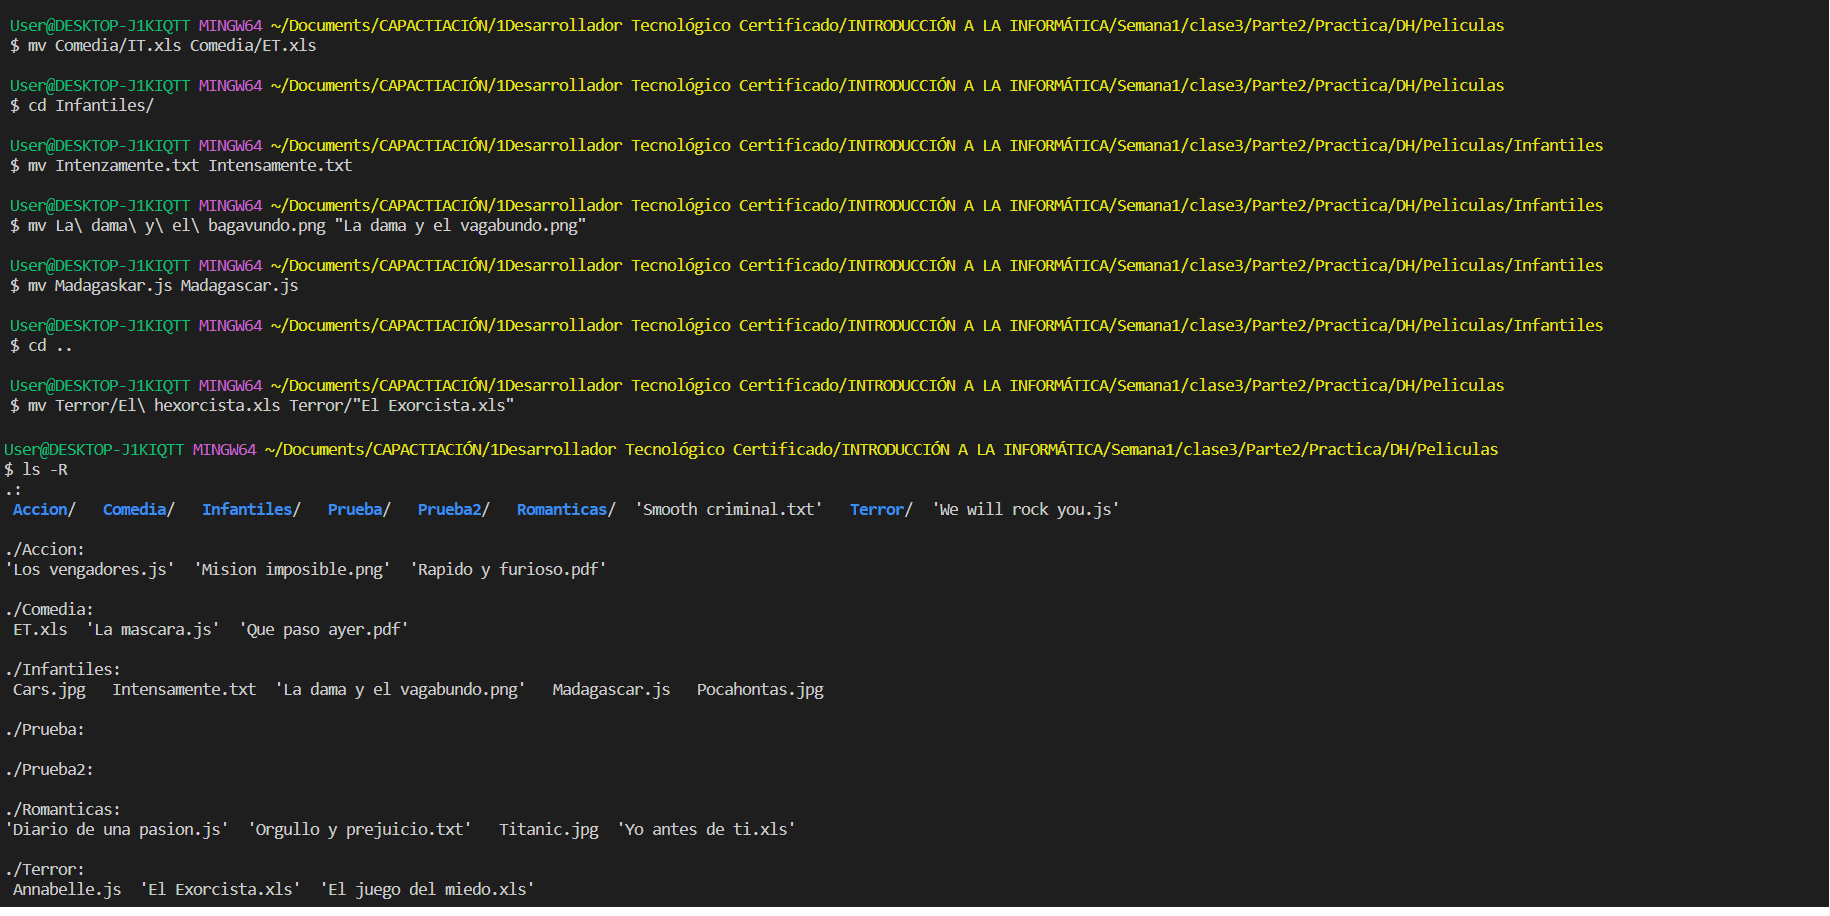 User@DESKTOP-J1KIQTT MINGW64 ~/Documents/CAPACTIACIÓN/1Desarrollador Tecnológico Certificado/INTRODUCCIÓN A LA INFORMÁTICA/Semana1/clase3/Parte2/Practica/DH/Peliculas
$ mv Comedia/IT.xls Comedia/ET.xls
User@DESKTOP-J1KIQTT MINGW64 ~/Documents/CAPACTIACIÓN/1Desarrollador Tecnológico Certificado/INTRODUCCIÓN A LA INFORMÁTICA/Semana1/clase3/Parte2/Practica/DH/Peliculas
$ cd Infantiles/
User@DESKTOP-J1KIQTT MINGW64 ~/Documents/CAPACTIACIÓN/1Desarrollador Tecnológico Certificado/INTRODUCCIÓN A LA INFORMÁTICA/Semana1/clase3/Parte2/Practica/DH/Peliculas/Infantiles
$ mv Intenzamente.txt Intensamente.txt
User@DESKTOP-J1KIQTT MINGW64 ~/Documents/CAPACTIACIÓN/1Desarrollador Tecnológico Certificado/INTRODUCCIÓN A LA INFORMÁTICA/Semana1/clase3/Parte2/Practica/DH/Peliculas/Infantiles
$ mv La\ dama\ y\ el\ bagavundo.png "La dama y el vagabundo.png"
User@DESKTOP-J1KIQTT MINGW64 ~/Documents/CAPACTIACIÓN/1Desarrollador Tecnológico Certificado/INTRODUCCIÓN A LA INFORMÁTICA/Semana1/clase3/Parte2/Practica/DH/Peliculas/Infantiles
$ mv Madagaskar.js Madagascar.js
User@DESKTOP-J1KIQTT MINGW64 ~/Documents/CAPACTIACIÓN/1Desarrollador Tecnológico Certificado/INTRODUCCIÓN A LA INFORMÁTICA/Semana1/clase3/Parte2/Practica/DH/Peliculas/Infantiles
$ cd ..
User@DESKTOP-J1KIQTT MINGW64 ~/Documents/CAPACTIACIÓN/1Desarrollador Tecnológico Certificado/INTRODUCCIÓN A LA INFORMÁTICA/Semana1/clase3/Parte2/Practica/DH/Peliculas
$ mv Terror/El\ hexorcista.xls Terror/"El Exorcista.xls"
User@DESKTOP-J1KIQTT MINGW64 ~/Documents/CAPACTIACIÓN/1Desarrollador Tecnológico Certificado/INTRODUCCIÓN A LA INFORMÁTICA/Semana1/clase3/Parte2/Practica/DH/Peliculas
$ ls -R
.:
Accion/ Comedia/ Infantiles/ Prueba/ Prueba2/ Romanticas/ 'Smooth criminal.txt' Terror/ 'We will rock you.js'
./Accion:
'Los vengadores.js' 'Mision imposible.png' 'Rapido y furioso.pdf'
./Comedia:
ET.xls 'La mascara.js' 'Que paso ayer.pdf'
./Infantiles:
Cars.jpg Intensamente.txt 'La dama y el vagabundo.png' Madagascar.js Pocahontas.jpg
./Prueba:
./Prueba2:
./Romanticas:
'Diario de una pasion.js' 'Orgullo y prejuicio.txt' Titanic.jpg 'Yo antes de ti.xls'
./Terror:
Annabelle.js 'El Exorcista.xls' 'El juego del miedo.xls'